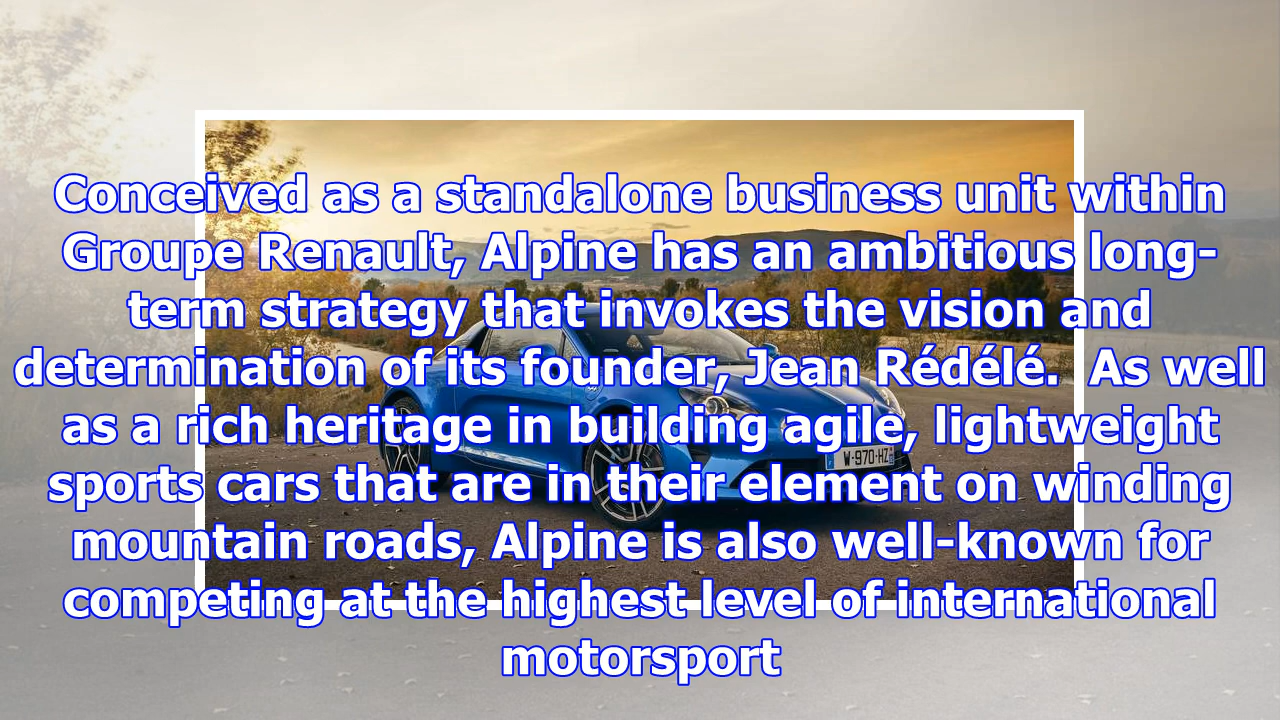 Conceived as a standalone business unit within
Groupe Renault, Alpine has an ambitious long-
term strategy that invokes the vision and
determination of its founder, Jean Rédélé.  As well
as a rich heritage in building agile, lightweight
sports cars that are in their element on winding
mountain roads, Alpine is also well-known for
competing at the highest level of international
motorsport
W-970-HZ